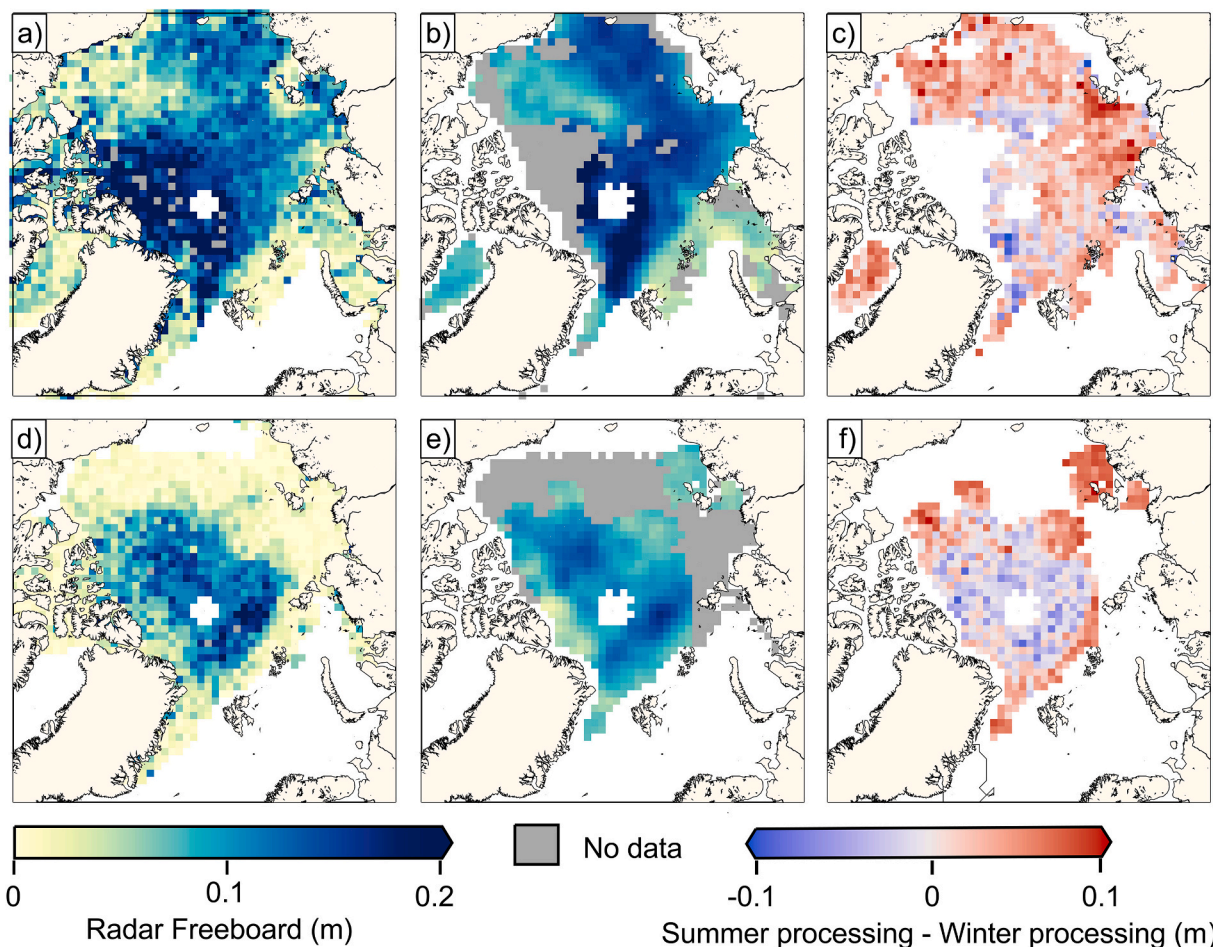 a)
b)
c)
d)
e)
f)
No data
0
0.1
0.2
-0.1
0
0.1
Radar Freeboard (m)
Summer processing - Winter processing (m)